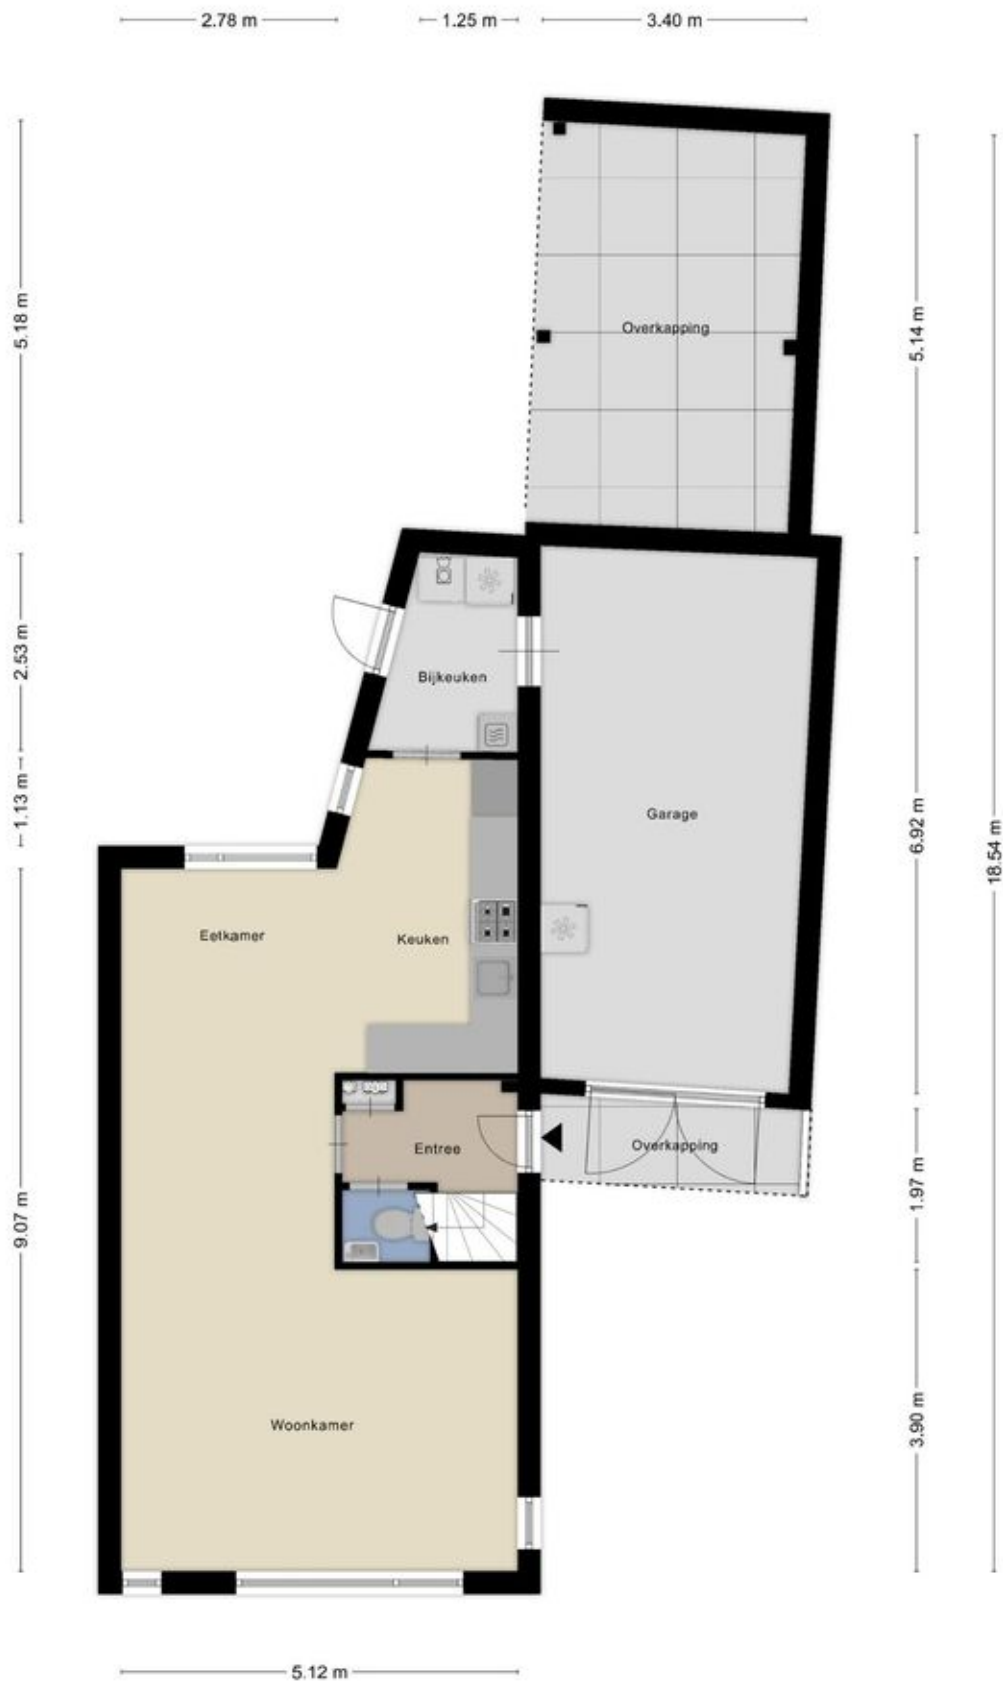 2.78 m
1.25 m
3.40 m
5.18 m
5.14 m
Overkapping
2.53 m
Bijkeuken
1.13 m
Garage
6.92 m
18.54 m
Eetkamer
Keuken
Entree
Overkapping
1.97 m
9.07 m
3.90 m
Woonkamer
5.12 m